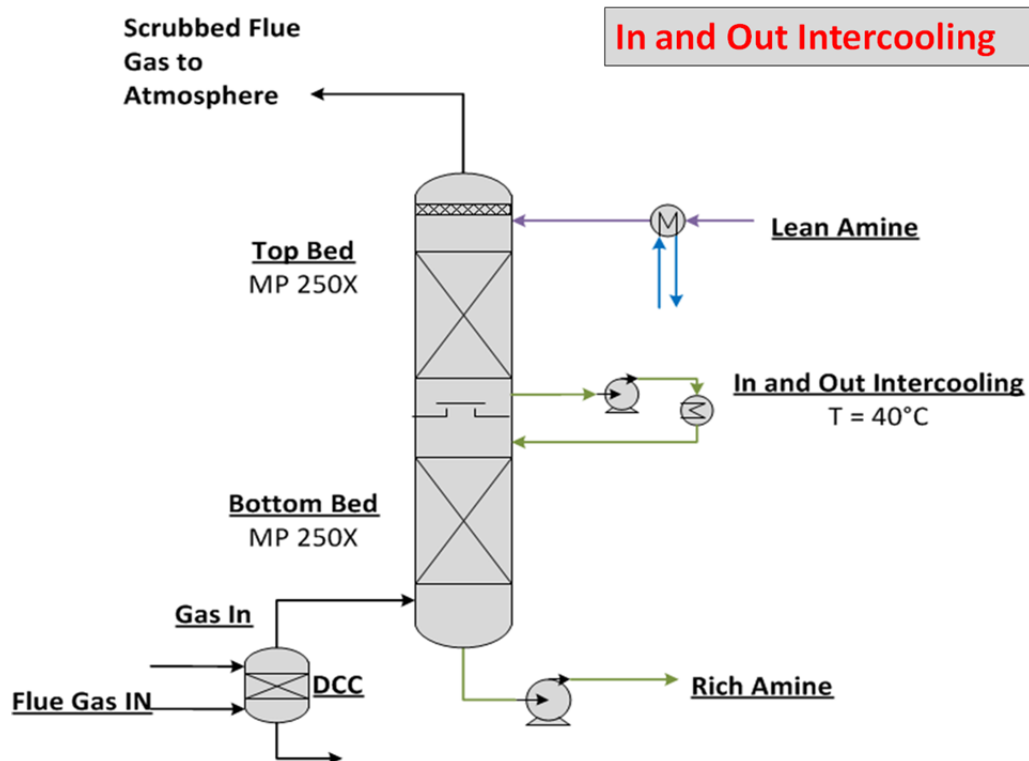 In and Out Intercooling
Scrubbed Flue
Gas to
Atmosphere
Lean Amine
Top Bed
MP 250X
In and Out Intercooling
T = 40°C
Bottom Bed
MP 250X
Gas In
DCC
Flue Gas IN
Rich Amine